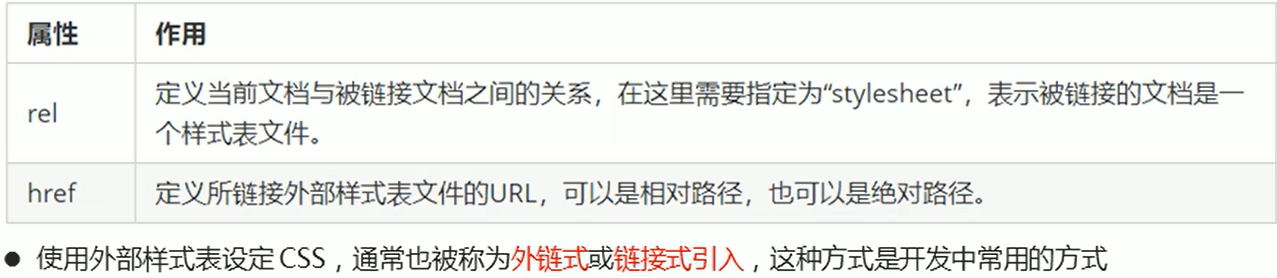 属性 作用
rel 定义当前文档与被链接文档之间的关系，在这里需要指定为“stylesheet”，表示被链接的文档是一
个样式表文件。
href 定义所链接外部样式表文件的URL，可以是相对路径，也可以是绝对路径。
● 使用外部样式表设定 CSS，通常也被称为外链式或链接式引入，这种方式是开发中常用的方式